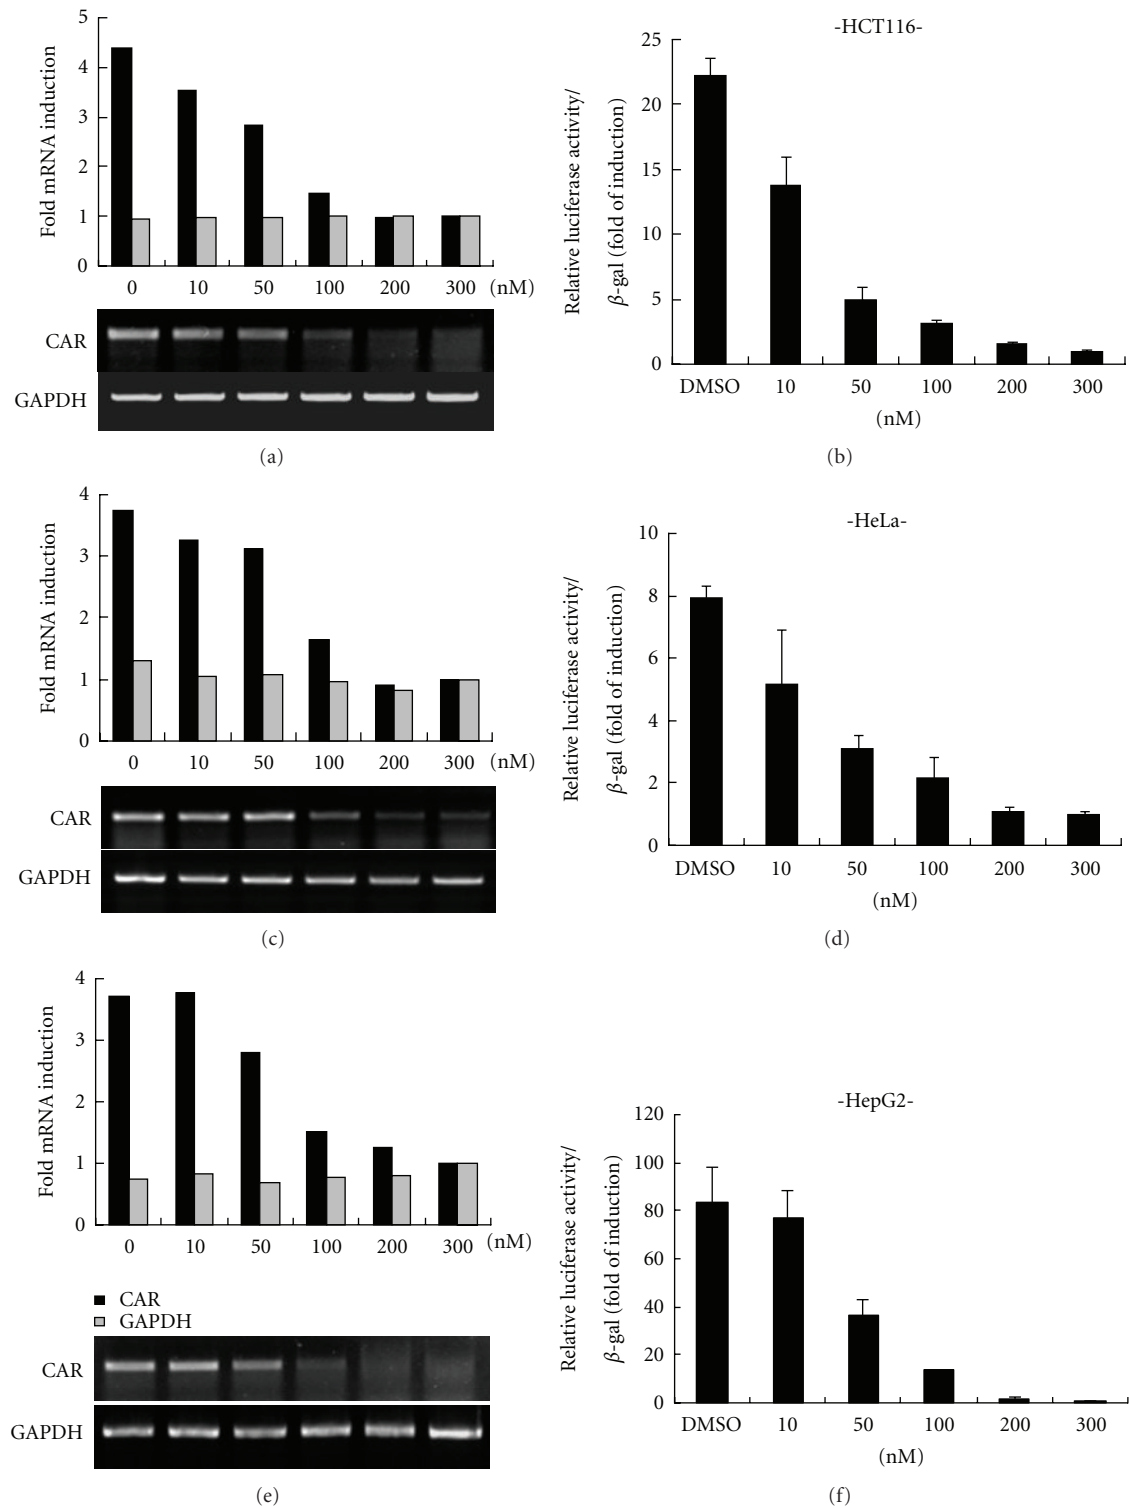 5
4
3
2
1
0
Fold mRNA induction
0 10 50 100 200 300 (nM)
CAR
GAPDH
(a)
-HCT116-
25
20
15
10
5
0
Relative luciferase activity/
β-gal (fold of induction)
DMSO 10 50 100 200 300
(nM)
(b)
4
3
2
1
0
Fold mRNA induction
0 10 50 100 200 300 (nM)
CAR
GAPDH
(c)
-HeLa-
10
8
6
4
2
0
Relative luciferase activity/
β-gal (fold of induction)
DMSO 10 50 100 200 300
(nM)
(d)
4
3
2
1
0
Fold mRNA induction
0 10 50 100 200 300 (nM)
CAR
GAPDH
CAR
GAPDH
(e)
-HepG2-
120
100
80
60
40
20
0
Relative luciferase activity/
β-gal (fold of induction)
DMSO 10 50 100 200 300
(nM)
(f)